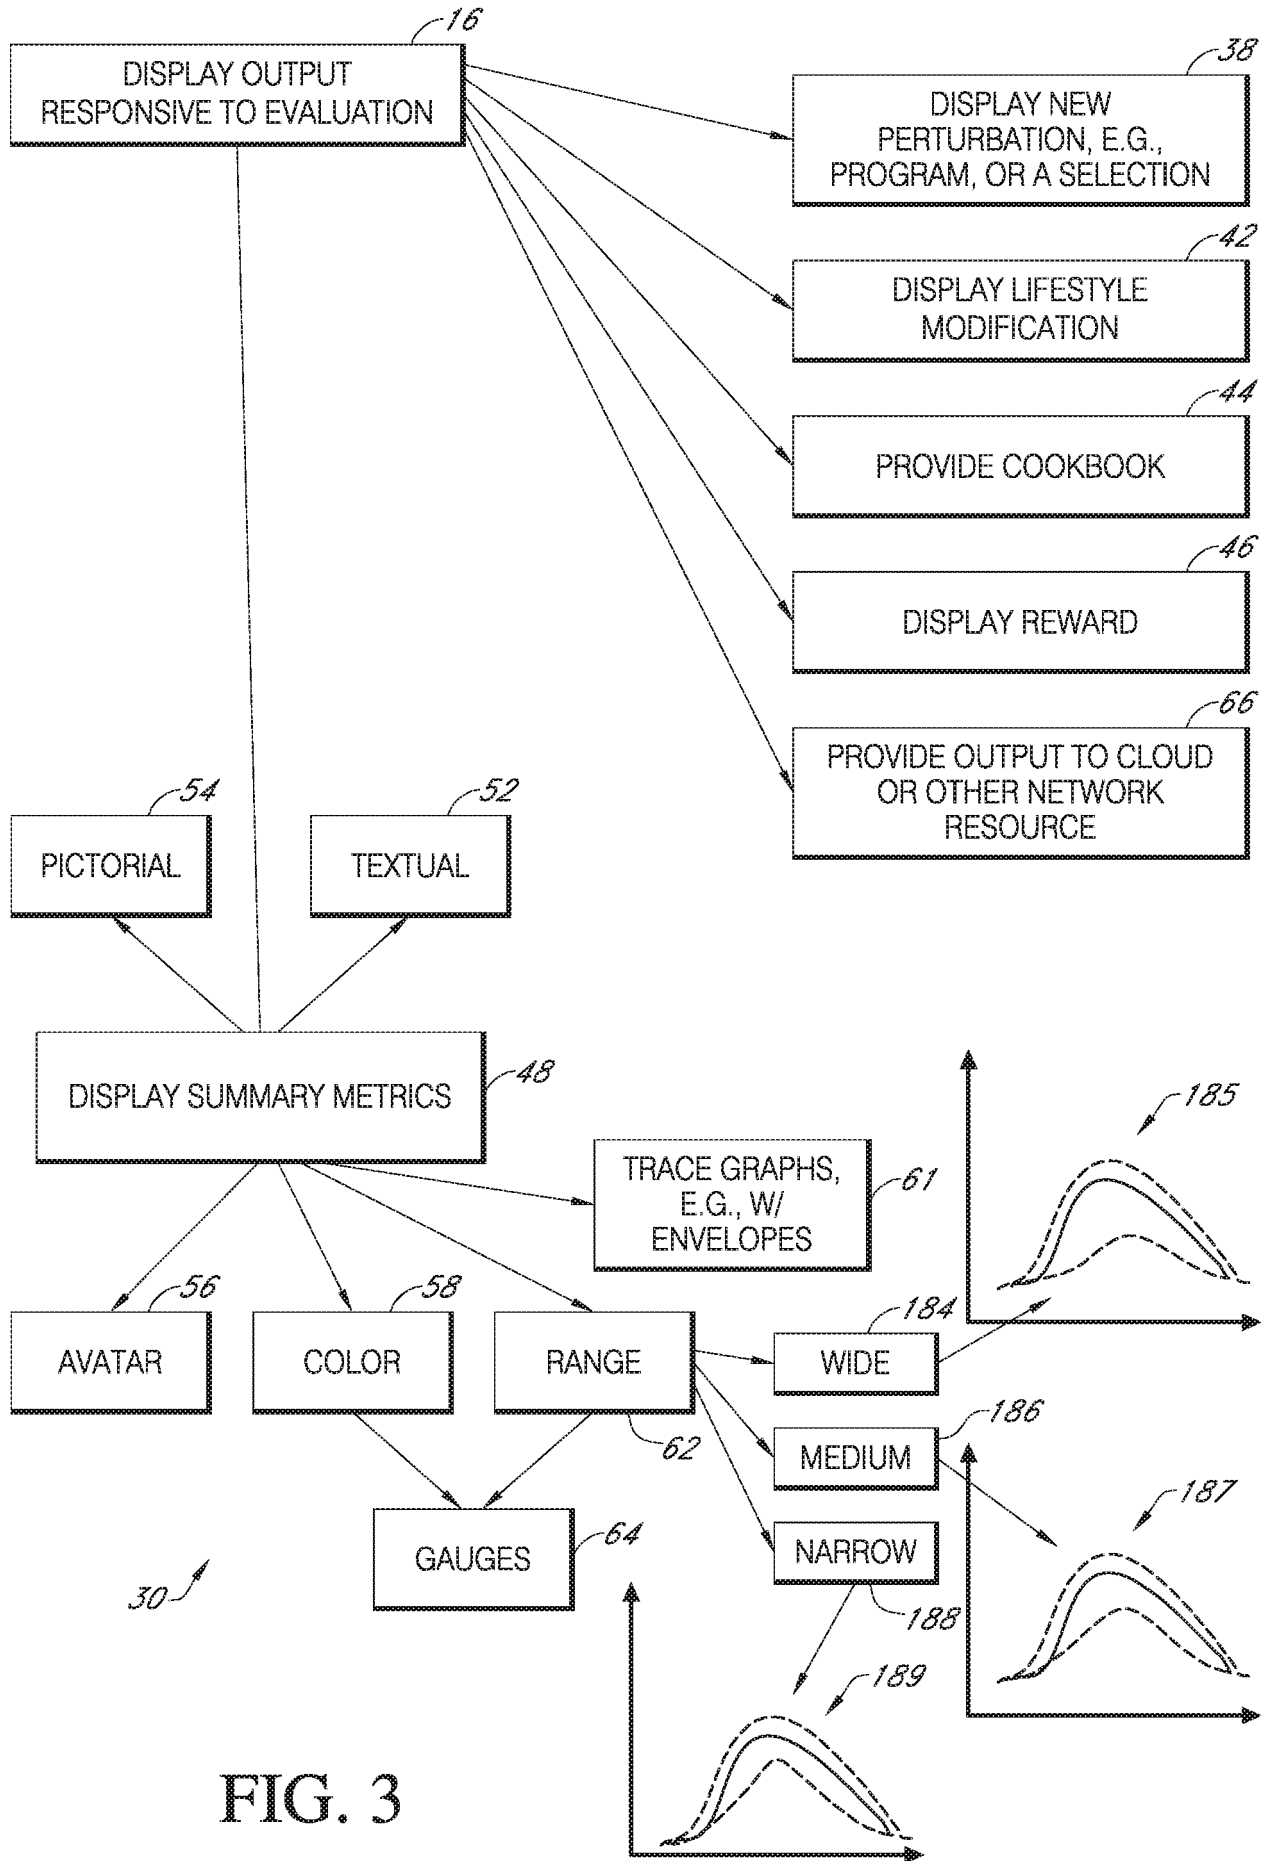 16
DISPLAY OUTPUT
RESPONSIVE TO EVALUATION
38
DISPLAY NEW
PERTURBATION, E.G.,
PROGRAM, OR A SELECTION
42
DISPLAY LIFESTYLE
MODIFICATION
44
PROVIDE COOKBOOK
46
DISPLAY REWARD
66
PROVIDE OUTPUT TO CLOUD
OR OTHER NETWORK
RESOURCE
54
PICTORIAL
52
TEXTUAL
DISPLAY SUMMARY METRICS
48
TRACE GRAPHS,
E.G., W/
ENVELOPES
61
185
56
AVATAR
58
COLOR
RANGE
62
184
WIDE
186
MEDIUM
187
NARROW
188
GAUGES
64
30
189
FIG. 3